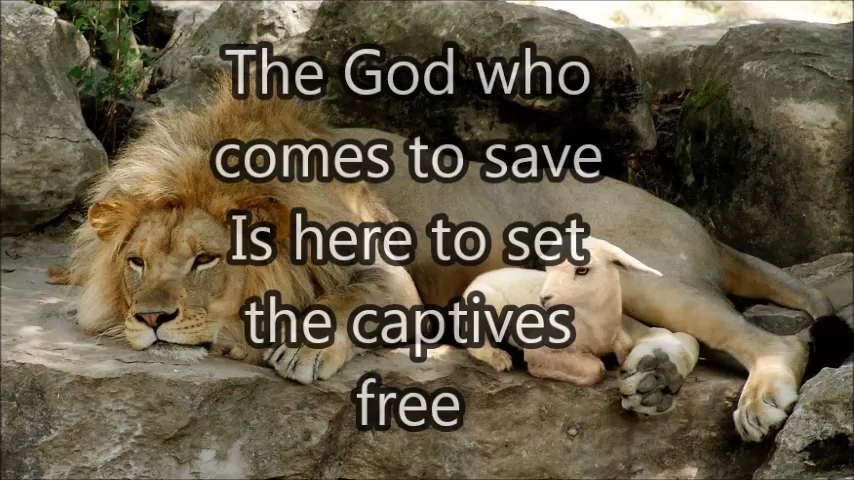 The God who
comes to save
Is here to set
the captives
free